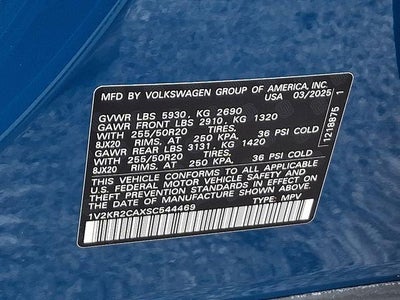 MFD BY VOLKSWAGEN GROUP OF AMERICA, INC.
USA 03/2025
GVWR LBS 5930, KG 2690
GAWR FRONT LBS 2910, KG 1320
WITH 255/50R20 TIRES,
8JX20 RIMS, AT 250 KPA. 36 PSI COLD
GAWR REAR LBS 3131, KG 1420
WITH 255/50R20 TIRES,
8JX20 RIMS, AT 250 KPA. 36 PSI COLD
THIS VEHICLE CONFORMS TO ALL APPLICABLE
U.S. FEDERAL MOTOR VEHICLE SAFETY AND
THEFT PREVENTION STANDARDS IN EFFECT
ON THE DATE OF MANUFACTURE SHOWN ABOVE.
1V2KR2CAXSC544469 TYPE: MPV
1218875 1